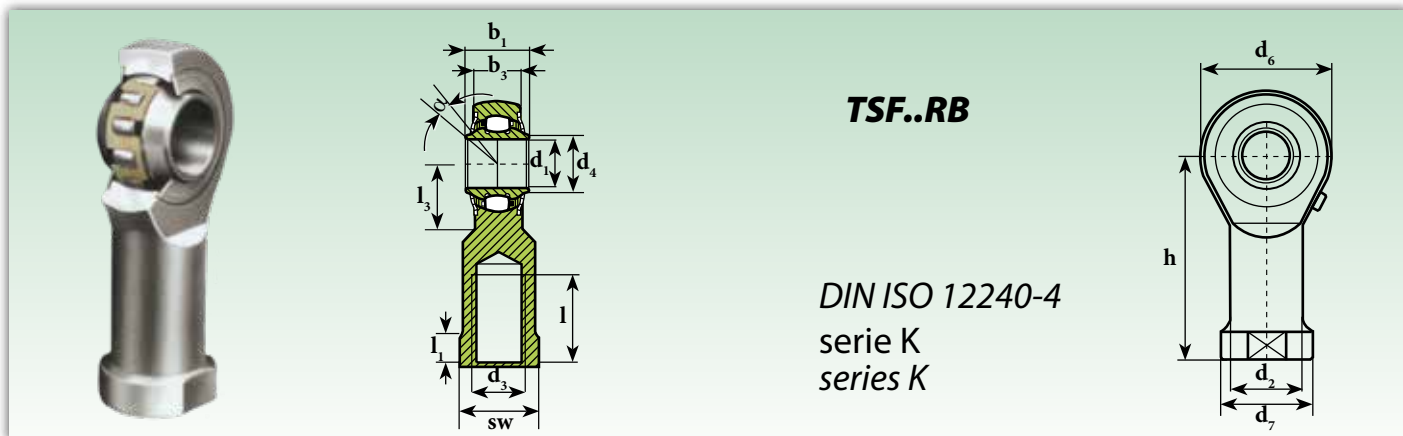 b₁
b₃
α
d₁
d₄
l₃
l
l₁
d₃
sw
TSF..RB
DIN ISO 12240-4
serie K
series K
d₆
h
d₂
d₇